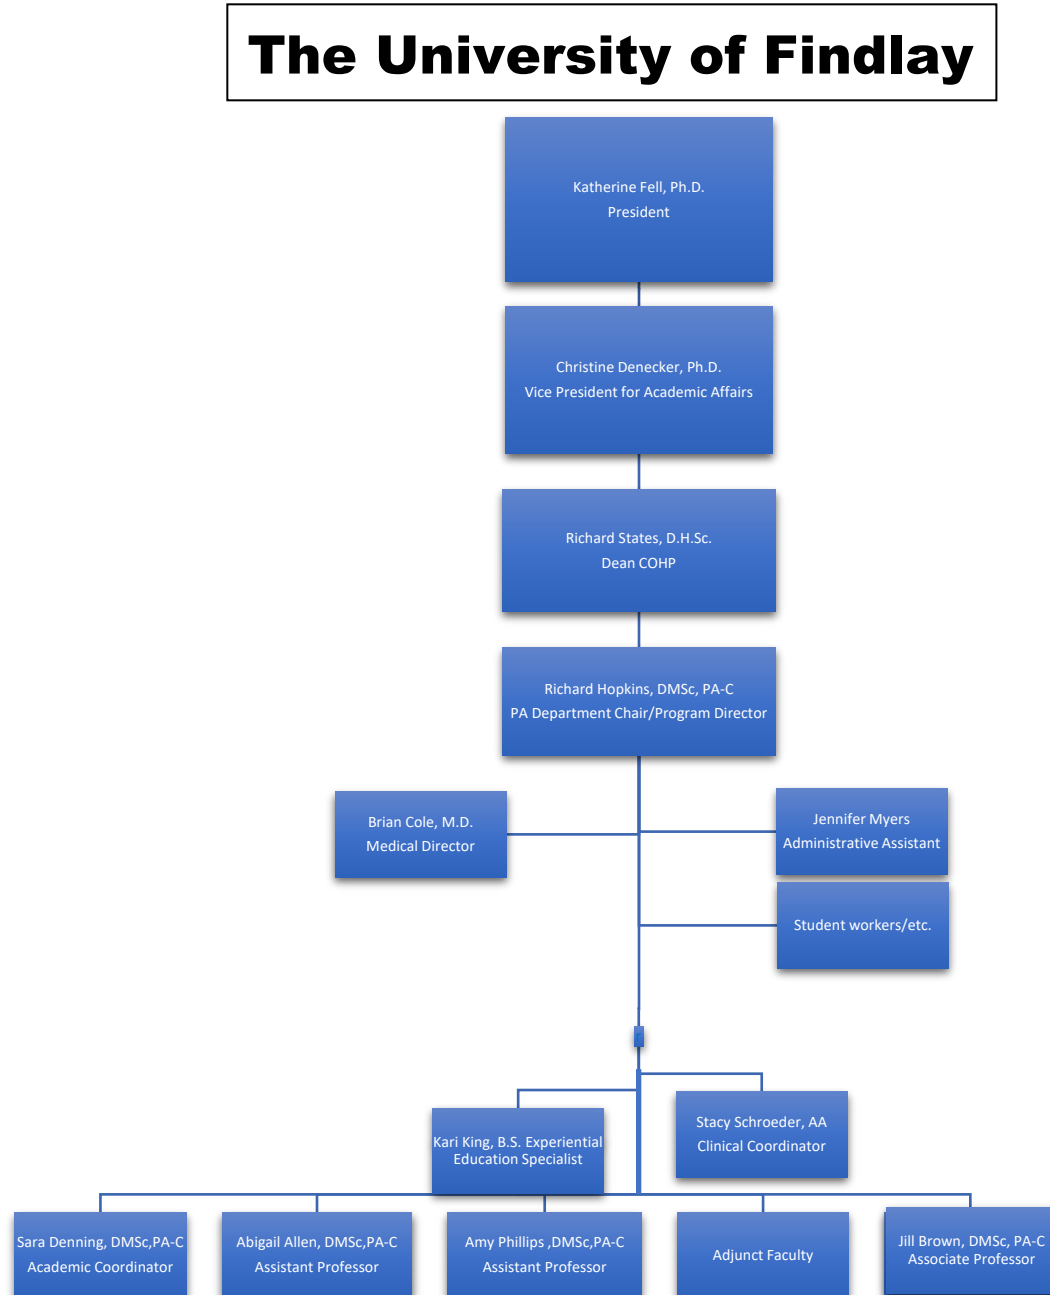 The University of Findlay
Katherine Fell, Ph.D.
President
Christine Denecker, Ph.D.
Vice President for Academic Affairs
Richard States, D.H.Sc.
Dean COHP
Richard Hopkins, DMSc, PA-C
PA Department Chair/Program Director
Brian Cole, M.D.
Medical Director
Jennifer Myers
Administrative Assistant
Student workers/etc.
Kari King, B.S. Experiential
Education Specialist
Stacy Schroeder, AA
Clinical Coordinator
Sara Denning, DMSc,PA-C
Academic Coordinator
Abigail Allen, DMSc,PA-C
Assistant Professor
Amy Phillips ,DMSc,PA-C
Assistant Professor
Adjunct Faculty
Jill Brown, DMSc, PA-C
Associate Professor